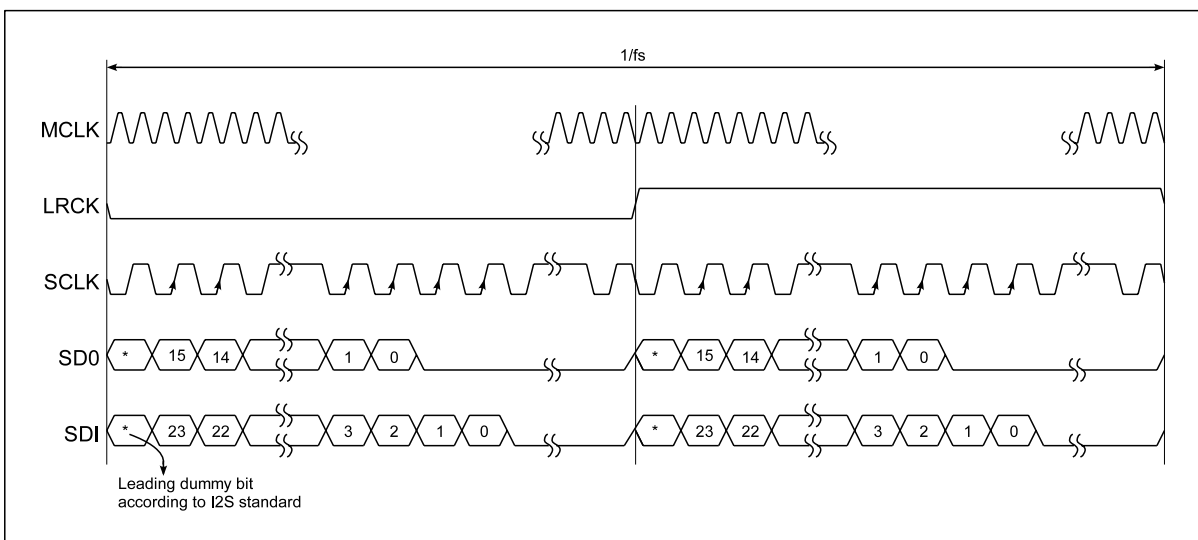 1/fs
MCLK
LRCK
SCLK
SD0 * 15 14 1 0 * 15 14 1 0
SDI * 23 22 3 2 1 0 * 23 22 3 2 1 0
Leading dummy bit
according to I2S standard